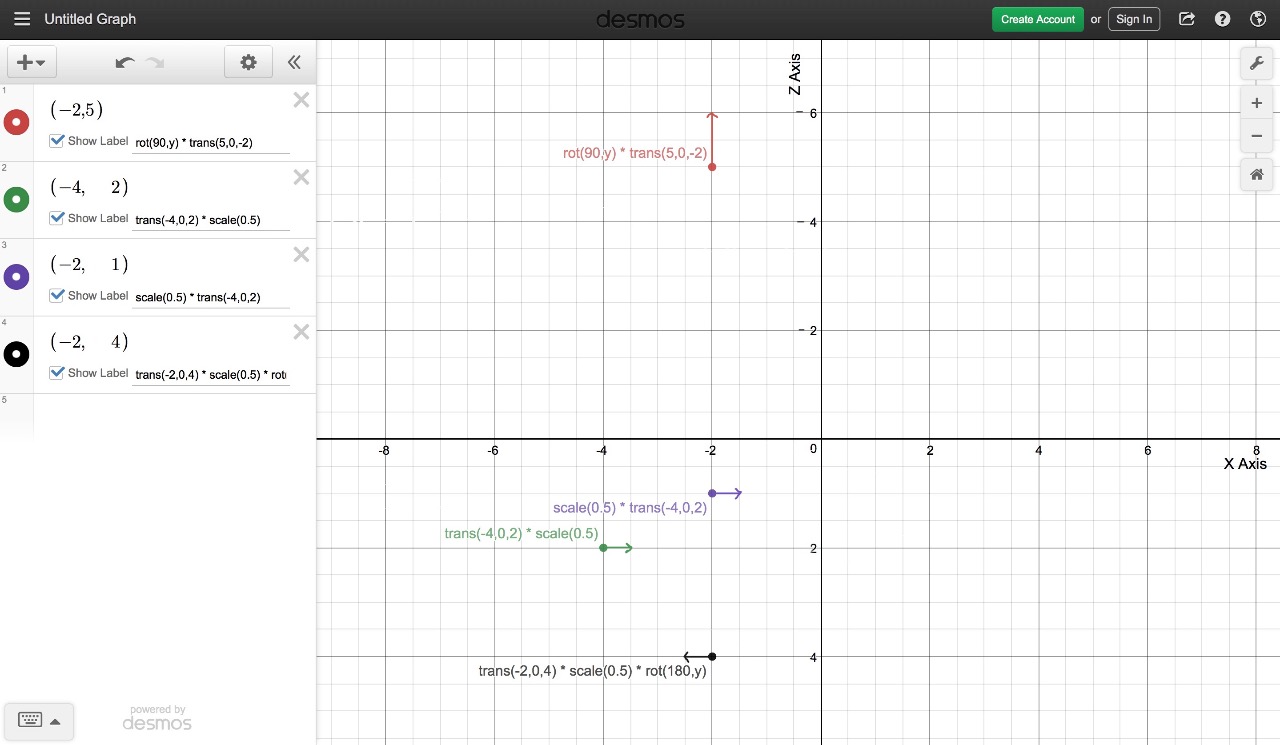 Untitled Graph
desmos
Create Account or Sign In
1
(−2,5)
Show Label rot(90,y) * trans(5,0,-2)
2
(−4, 2)
Show Label trans(-4,0,2) * scale(0.5)
3
(−2, 1)
Show Label scale(0.5) * trans(-4,0,2)
4
(−2, 4)
Show Label trans(-2,0,4) * scale(0.5) * rot
5
powered by
desmos
Z Axis
- 6
rot(90,y) * trans(5,0,-2)
- 4
- 2
-8 -6 -4 -2 0 2 4 6 8
X Axis
scale(0.5) * trans(-4,0,2)
trans(-4,0,2) * scale(0.5)
2
4
trans(-2,0,4) * scale(0.5) * rot(180,y)